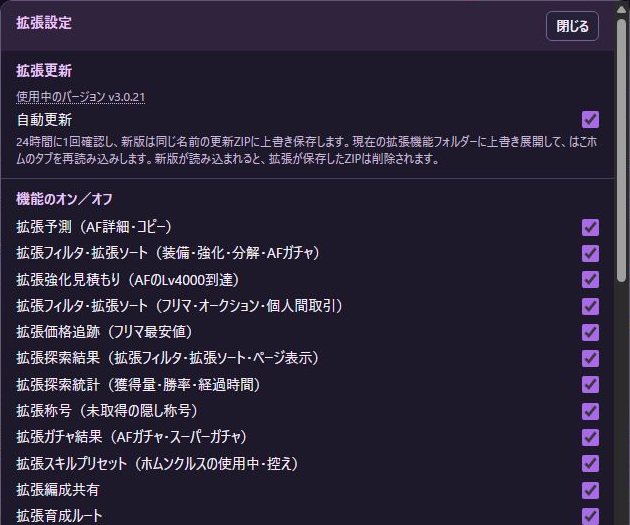 拡張設定
閉じる
拡張更新
使用中のバージョン v3.0.21
自動更新
24時間に1回確認し、新版は同じ名前の更新ZIPに上書き保存します。現在の拡張機能フォルダーに上書き展開して、はこホ
ムのタブを再読み込みします。新版が読み込まれると、拡張が保存したZIPは削除されます。
機能のオン／オフ
拡張予測（AF詳細・コピー）
拡張フィルタ・拡張ソート（装備・強化・分解・AFガチャ）
拡張強化見積もり（AFのLv4000到達）
拡張フィルタ・拡張ソート（フリマ・オークション・個人間取引）
拡張価格追跡（フリマ最安値）
拡張探索結果（拡張フィルタ・拡張ソート・ページ表示）
拡張探索統計（獲得量・勝率・経過時間）
拡張称号（未取得の隠し称号）
拡張ガチャ結果（AFガチャ・スーパーガチャ）
拡張スキルプリセット（ホムンクルスの使用中・控え）
拡張編成共有
拡張育成ルート